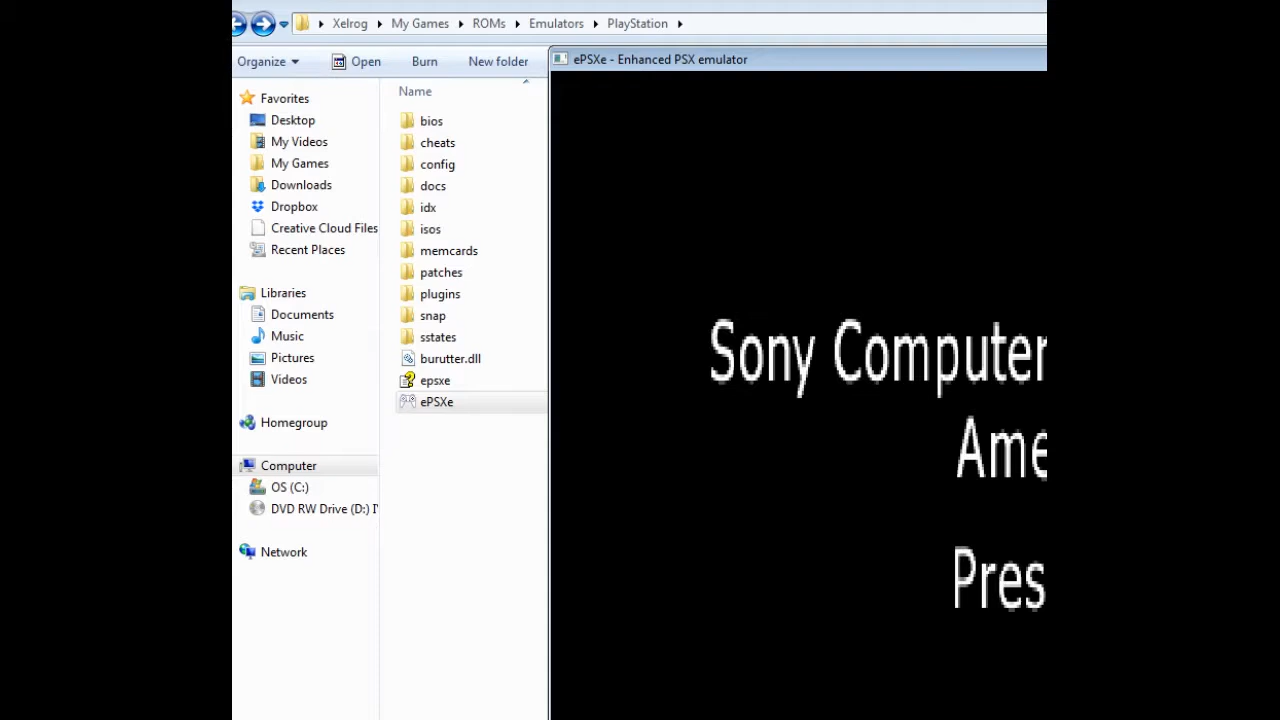 Xelrog My Games ROMs Emulators PlayStation
Organize Open Burn New folder
ePSXe - Enhanced PSX emulator
Name
Favorites
Desktop
My Videos
My Games
Downloads
Dropbox
Creative Cloud Files
Recent Places
Libraries
Documents
Music
Pictures
Videos
Homegroup
Computer
OS (C:)
DVD RW Drive (D:) I
Network
bios
cheats
config
docs
idx
isos
memcards
patches
plugins
snap
sstates
burutter.dll
epsxe
ePSXe
Sony Computer
Ame
Pres